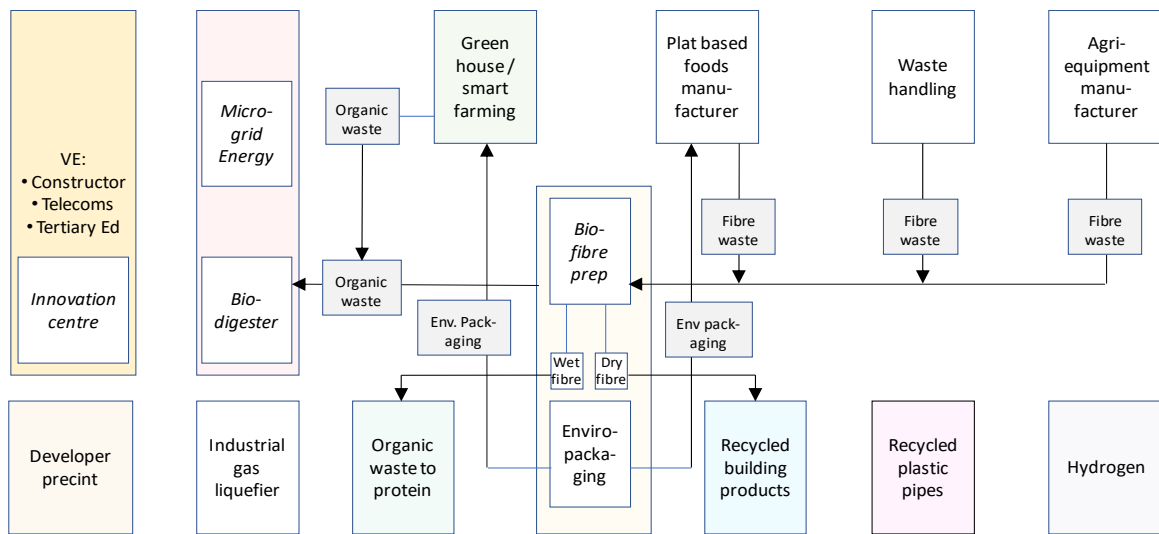 VE:
• Constructor
• Telecoms
• Tertiary Ed
Innovation
centre
Micro-
grid
Energy
Bio-
digester
Organic
waste
Organic
waste
Green
house /
smart
farming
Env. Pack-
aging
Bio-
fibre
prep
Wet
fibre
Dry
fibre
Plat based
foods
manu-
facturer
Fibre
waste
Env pack-
aging
Waste
handling
Fibre
waste
Agri-
equipment
manu-
facturer
Fibre
waste
Developer
precint
Industrial
gas
liquefier
Organic
waste to
protein
Enviro-
packa-
ging
Recycled
building
products
Recycled
plastic
pipes
Hydrogen